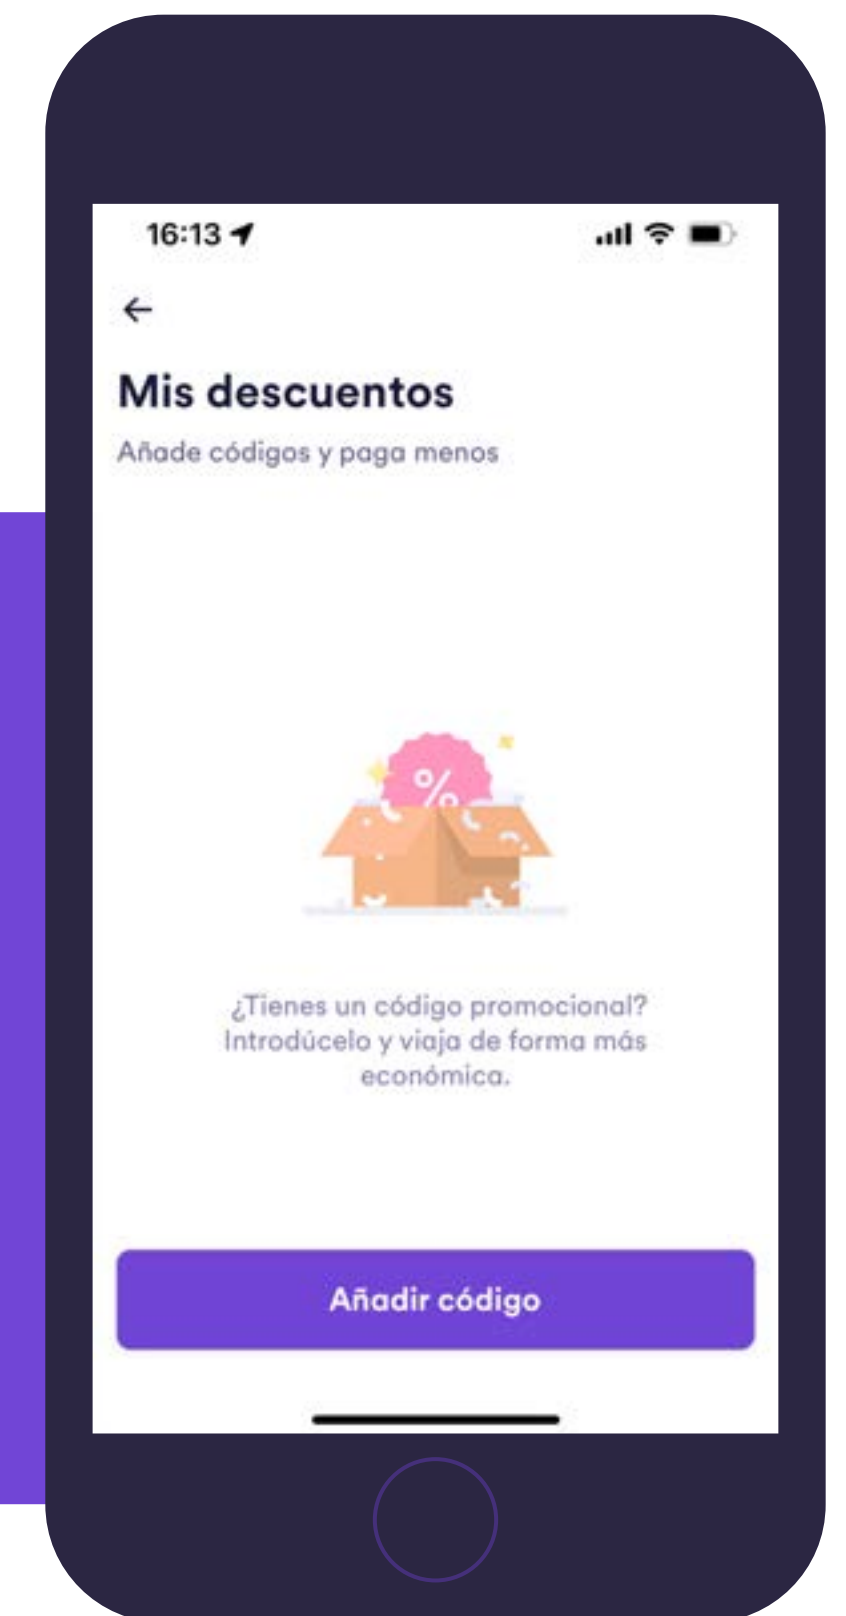 16:13
Mis descuentos
Añade códigos y paga menos
%
¿Tienes un código promocional?
Introdúcelo y viaja de forma más
económica.
Añadir código